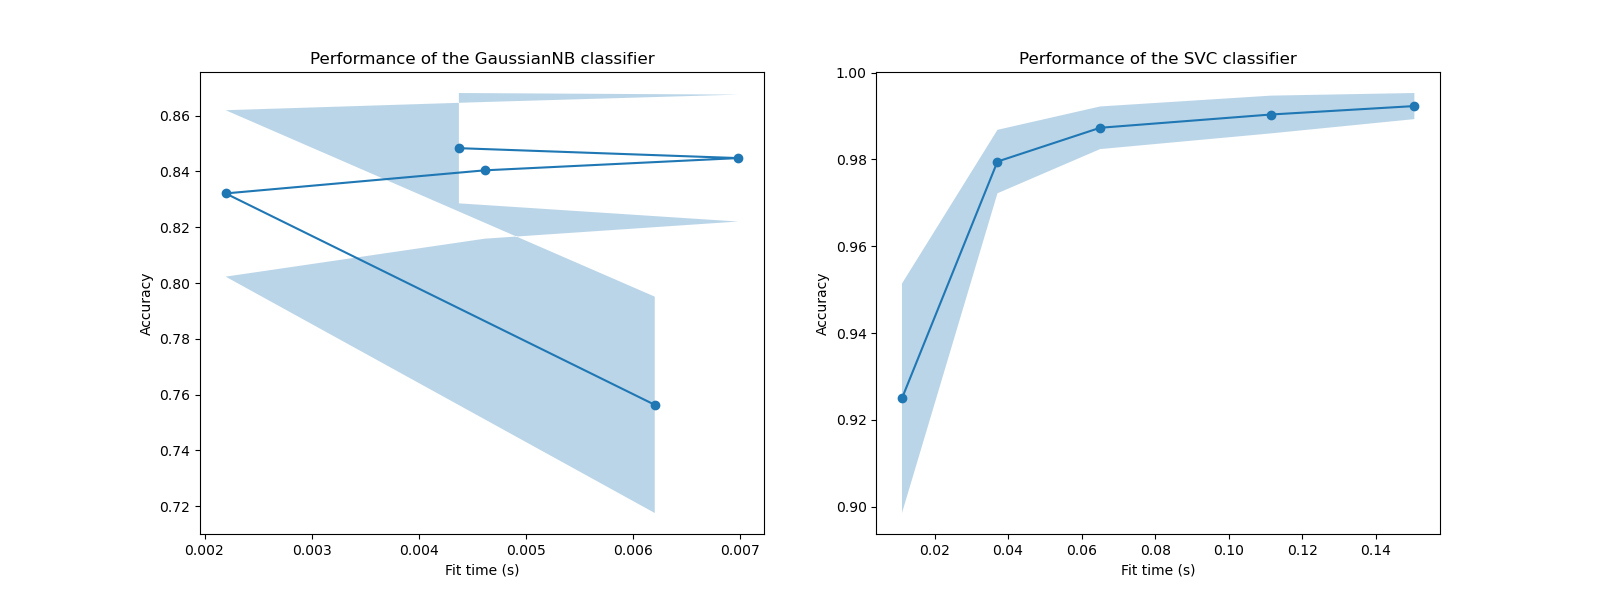 Performance of the GaussianNB classifier
Accuracy
0.86
0.84
0.82
0.80
0.78
0.76
0.74
0.72
0.002 0.003 0.004 0.005 0.006 0.007
Fit time (s)
Performance of the SVC classifier
Accuracy
1.00
0.98
0.96
0.94
0.92
0.90
0.02 0.04 0.06 0.08 0.10 0.12 0.14
Fit time (s)